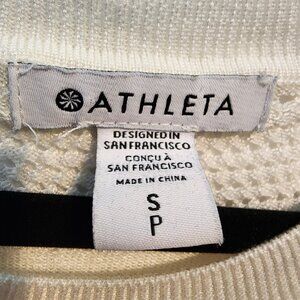 ATHLETA
DESIGNED IN
SAN FRANCISCO
CONÇU À
SAN FRANCISCO
MADE IN CHINA
S
P